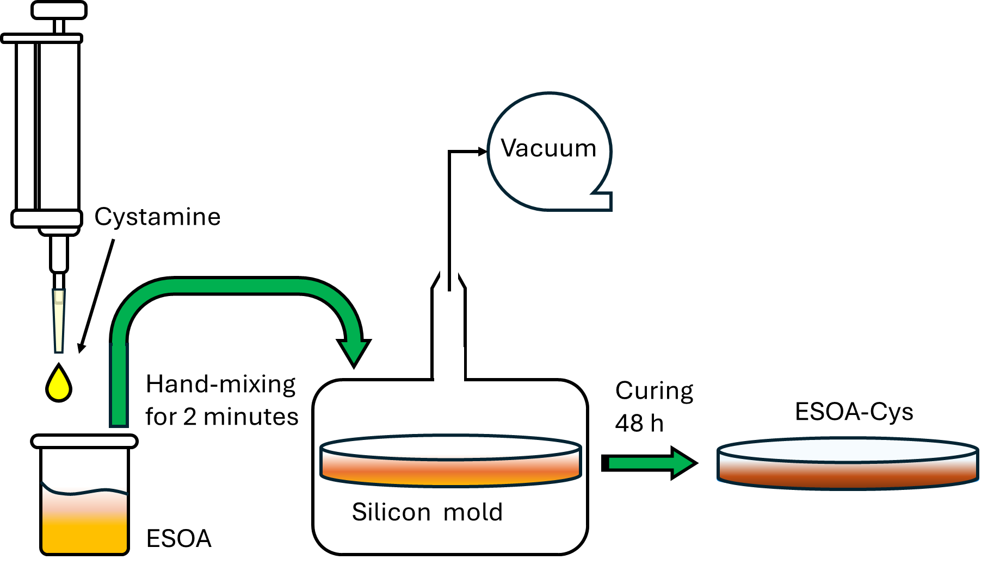 Vacuum
Cystamine
Hand-mixing
for 2 minutes
Curing
48 h
ESOA-Cys
Silicon mold
ESOA